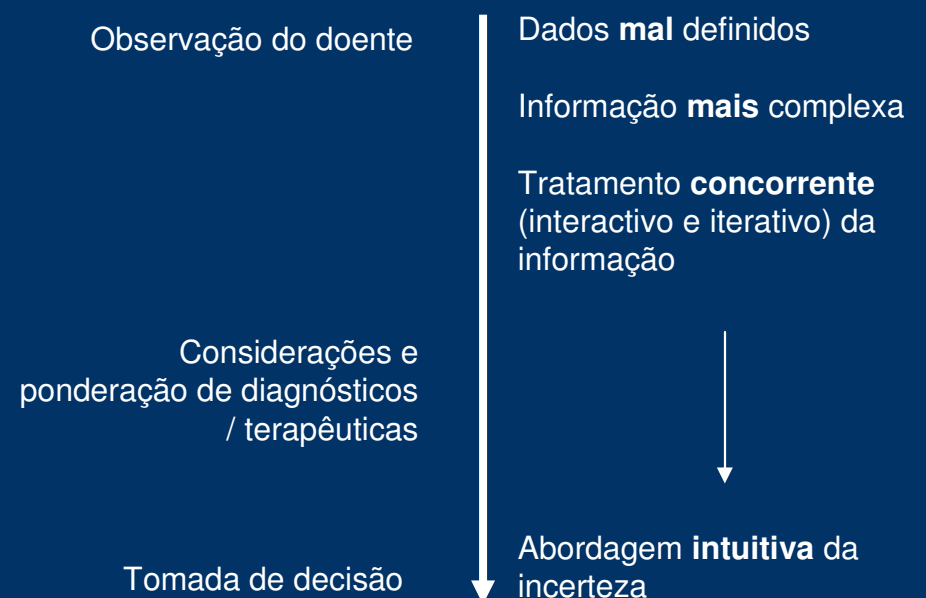 Observação do doente
Considerações e
ponderação de diagnósticos
/ terapêuticas
Tomada de decisão
Dados mal definidos
Informação mais complexa
Tratamento concorrente
(interactivo e iterativo) da
informação
Abordagem intuitiva da
incerteza